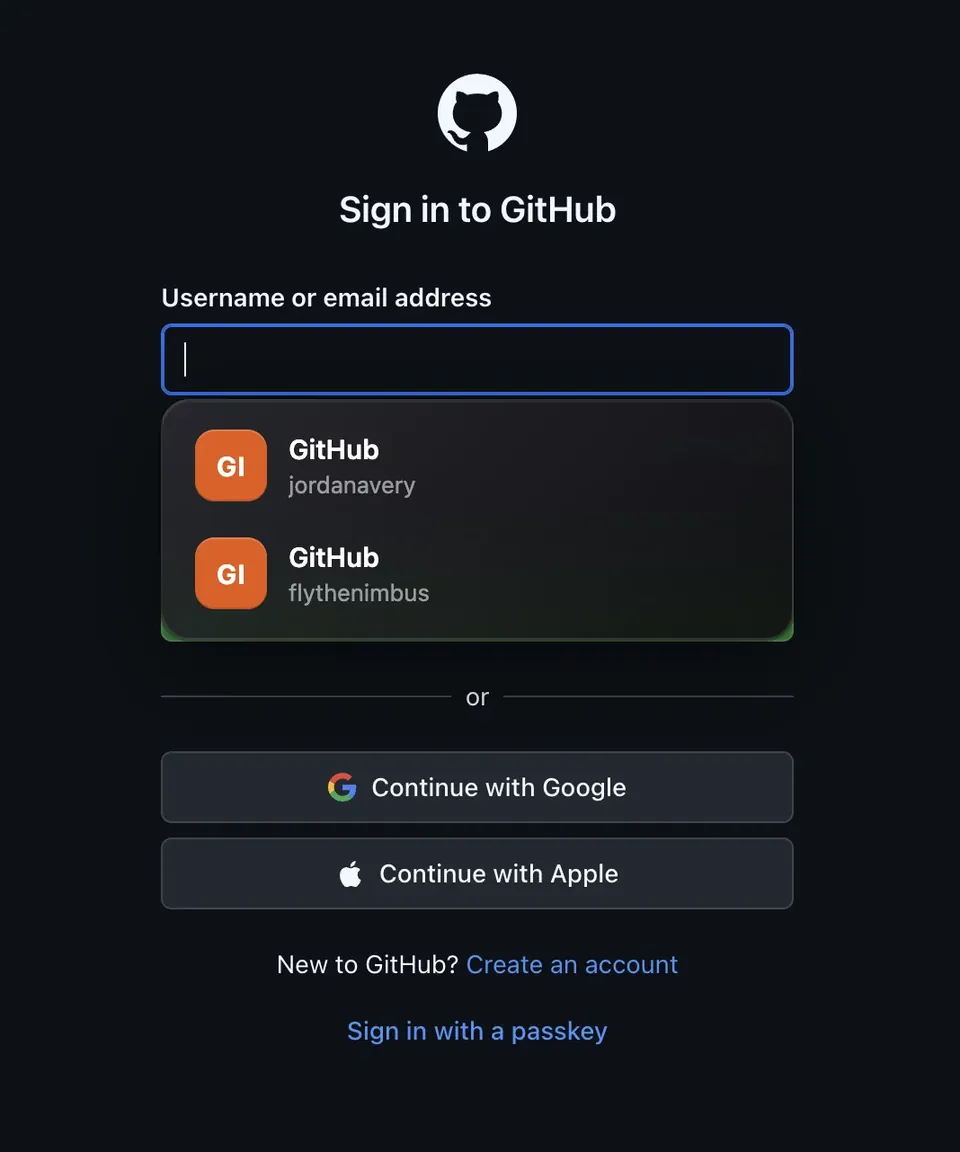 Sign in to GitHub
Username or email address
GI
GitHub
jordanavery
GI
GitHub
flythenimbus
or
Continue with Google
Continue with Apple
New to GitHub? Create an account
Sign in with a passkey